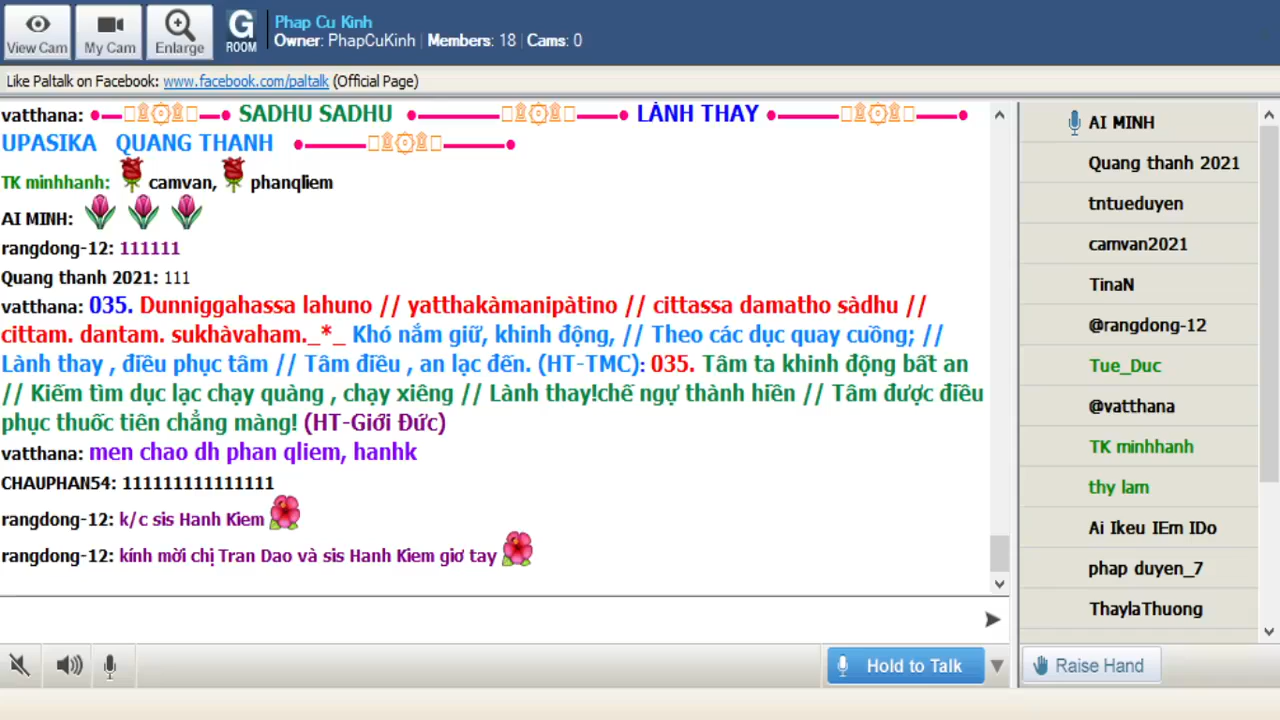 View Cam
My Cam
Enlarge
G
ROOM
Phap Cu Kinh
Owner: PhapCuKinh | Members: 18 | Cams: 0
Like Paltalk on Facebook: www.facebook.com/paltalk (Official Page)
vatthana: SADHU SADHU LÀNH THAY
UPASIKA QUANG THANH
TK minhhanh: camvan, phanqliem
AI MINH:
rangdong-12: 111111
Quang thanh 2021: 111
vatthana: 035. Dunniggahassa lahuno // yatthakàmanipàtino // cittassa damatho sàdhu //
cittam. dantam. sukhàvaham._*_ Khó nắm giữ, khinh động, // Theo các dục quay cuồng; //
Lành thay , điều phục tâm // Tâm điều , an lạc đến. (HT-TMC): 035. Tâm ta khinh động bất an
// Kiếm tìm dục lạc chạy quàng , chạy xiêng // Lành thay!chế ngự thành hiền // Tâm được điều
phục thuốc tiên chẳng màng! (HT-Giới Đức)
vatthana: men chao dh phan qliem, hanhk
CHAUPHAN54: 111111111111111
rangdong-12: k/c sis Hanh Kiem
rangdong-12: kính mời chị Tran Dao và sis Hanh Kiem giơ tay
AI MINH
Quang thanh 2021
tntueduyen
camvan2021
TinaN
@rangdong-12
Tue_Duc
@vatthana
TK minhhanh
thy lam
Ai Ikeu IEm IDo
phap duyen_7
ThaylaThuong
Hold to Talk
Raise Hand